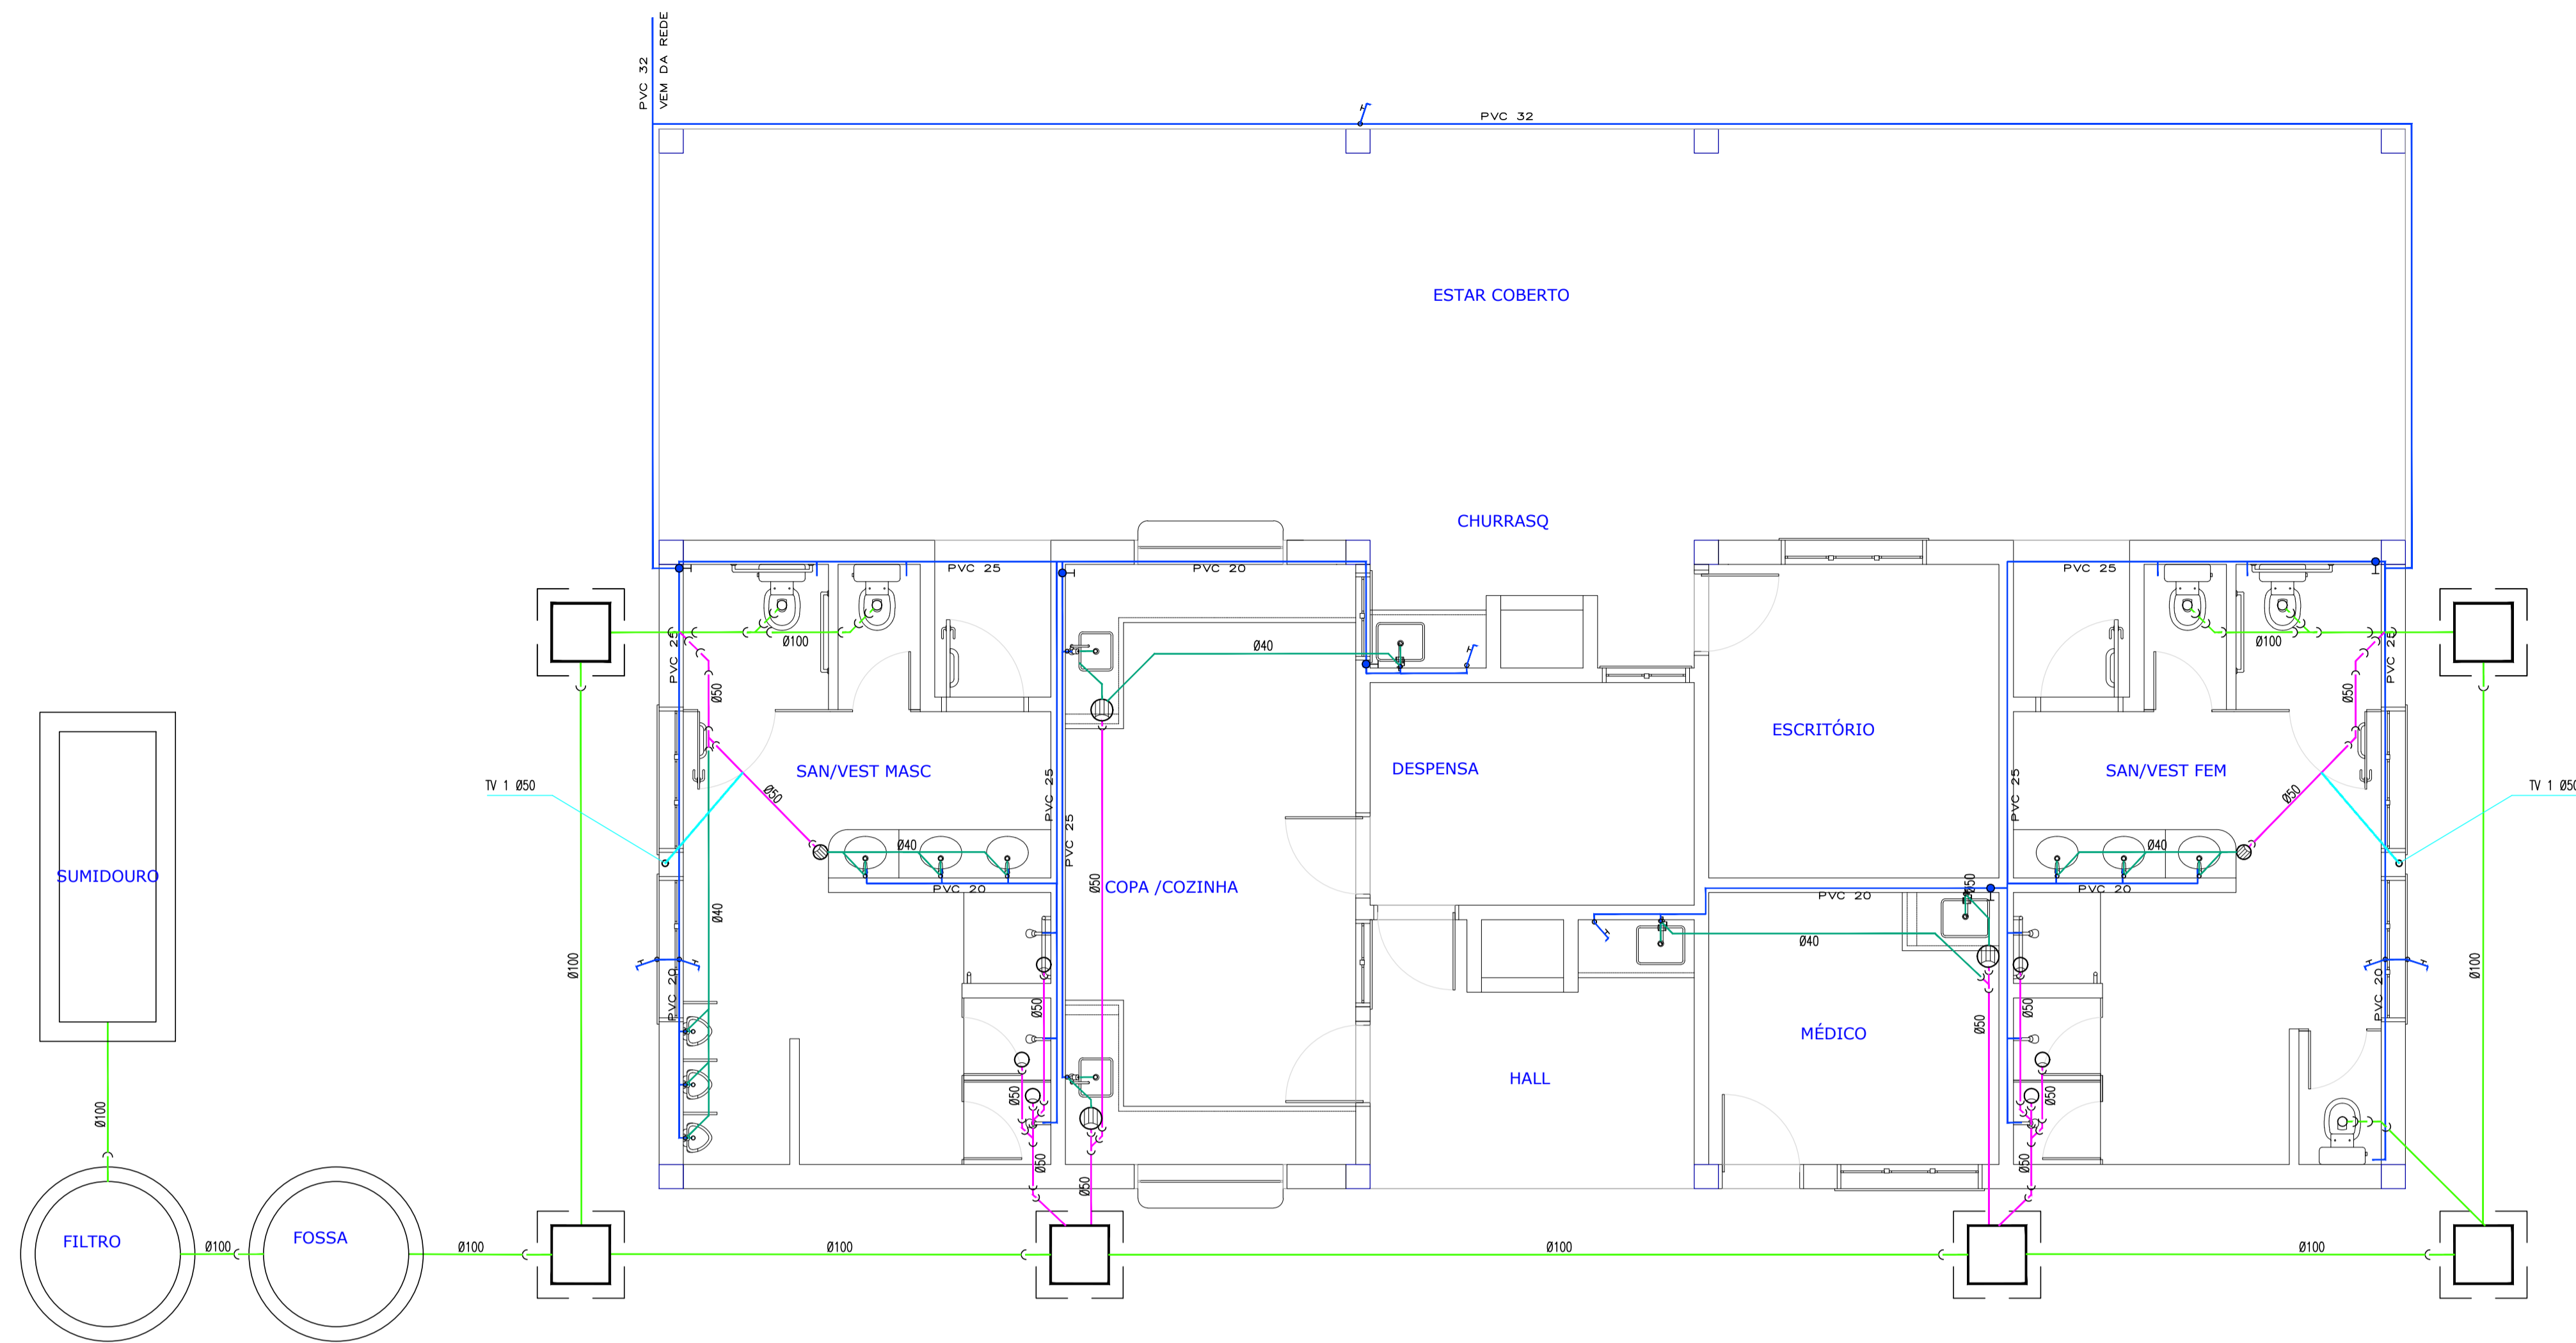 PVC 32
VEM DA REDE
PVC 32
ESTAR COBERTO
CHURRASQ
PVC 25
PVC 20
PVC 25
Ø100
PVC 25
Ø50
Ø40
Ø100
PVC 25
Ø50
SAN/VEST MASC
TV 1 Ø50
Ø50
PVC 25
PVC 25
DESPENSA
ESCRITÓRIO
SAN/VEST FEM
PVC 25
Ø50
TV 1 Ø50
SUMIDOURO
Ø40
PVC 20
Ø50
COPA /COZINHA
Ø50
PVC 20
Ø40
PVC 20
Ø40
Ø100
PVC 20
Ø50
Ø40
Ø50
Ø50
PVC 20
Ø100
MÉDICO
HALL
Ø100
Ø50
Ø50
Ø50
Ø50
Ø50
FILTRO
Ø100
FOSSA
Ø100
Ø100
Ø100
Ø100